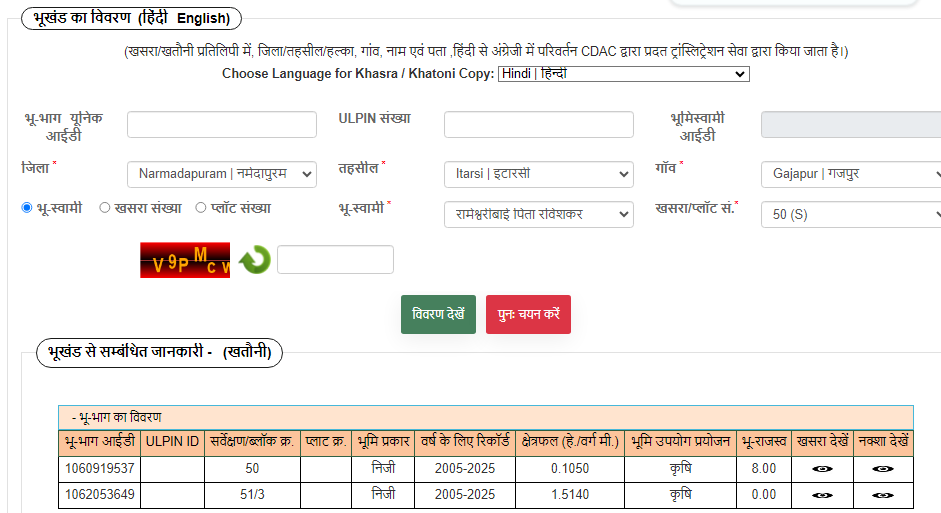 भूखंड का विवरण (हिंदी English)
(खसरा/खतौनी प्रतिलिपी में, जिला/तहसील/हल्का, गांव, नाम एवं पता ,हिंदी से अंग्रेजी में परिवर्तन CDAC द्वारा प्रदत ट्रांस्लिट्रेशन सेवा द्वारा किया जाता है।)
Choose Language for Khasra / Khatoni Copy: Hindi | हिन्दी
भू-भाग यूनिक आईडी ULPIN संख्या भूमिस्वामी आईडी
जिला * Narmadapuram | नर्मदापुरम तहसील * Itarsi | इटारसी गाँव * Gajapur | गजपुर
भू-स्वामी खसरा संख्या प्लॉट संख्या भू-स्वामी * रामेश्वरीबाई पिता रविशंकर खसरा/प्लॉट सं.* 50 (S)
V9PMcw
विवरण देखें पुनः चयन करें
भूखंड से सम्बंधित जानकारी - (खतौनी)
- भू-भाग का विवरण
भू-भाग आईडी ULPIN ID सर्वेक्षण/ब्लॉक क्र. प्लाट क्र. भूमि प्रकार वर्ष के लिए रिकॉर्ड क्षेत्रफल (हे./वर्ग मी.) भूमि उपयोग प्रयोजन भू-राजस्व खसरा देखें नक्शा देखें
1060919537 50 निजी 2005-2025 0.1050 कृषि 8.00
1062053649 51/3 निजी 2005-2025 1.5140 कृषि 0.00